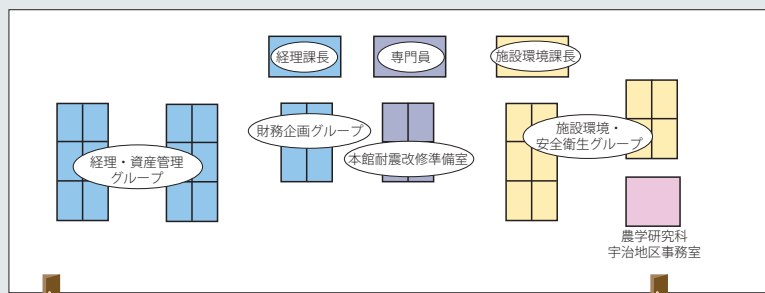 経理課長
専門員
施設環境課長
財務企画グループ
本館耐震改修準備室
施設環境・
安全衛生グループ
経理・資産管理
グループ
農学研究科
宇治地区事務室